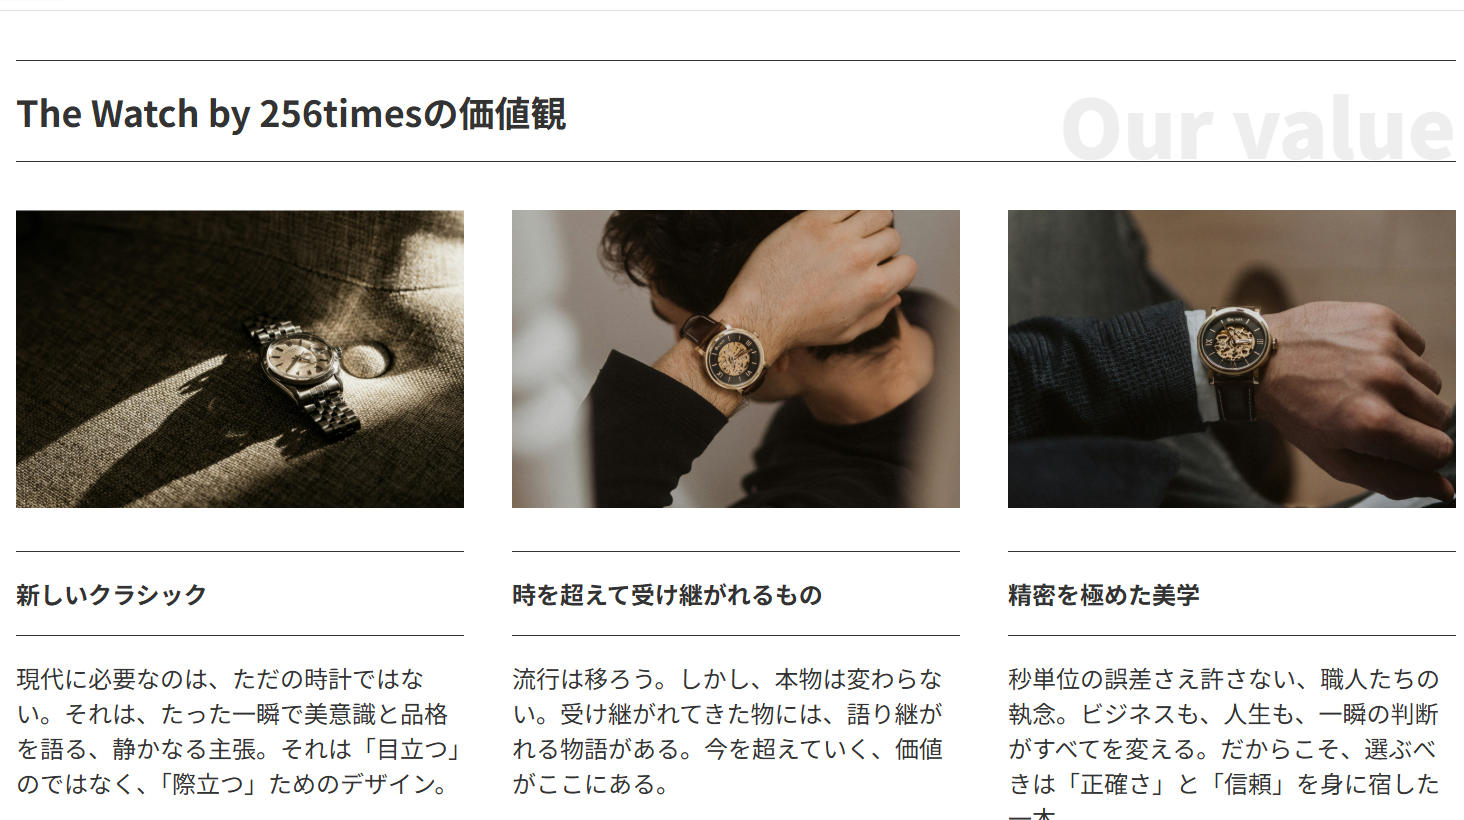 The Watch by 256timesの価値観
Our value
新しいクラシック
現代に必要なのは、ただの時計ではな
い。それは、たった一瞬で美意識と品格
を語る、静かなる主張。それは「目立つ」
のではなく、「際立つ」ためのデザイン。
時を超えて受け継がれるもの
流行は移ろう。しかし、本物は変わらな
い。受け継がれてきた物には、語り継が
れる物語がある。今を超えていく、価値
がここにある。
精密を極めた美学
秒単位の誤差さえ許さない、職人たちの
執念。ビジネスも、人生も、一瞬の判断
がすべてを変える。だからこそ、選ぶべ
きは「正確さ」と「信頼」を身に宿した